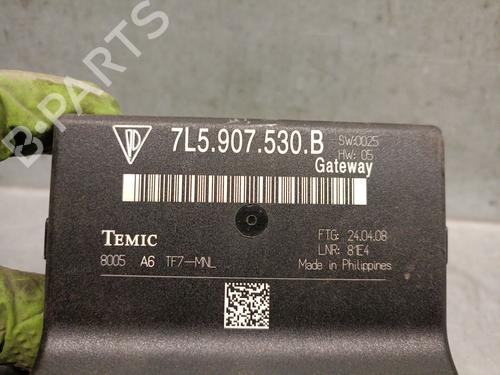 7L5.907.530.B
SW:0025
HW: 05
Gateway
TEMIC
8005 A6 TF7-MNL
FTG: 24.04.08
LNR: 81E4
Made in Philippines
B-PARTS